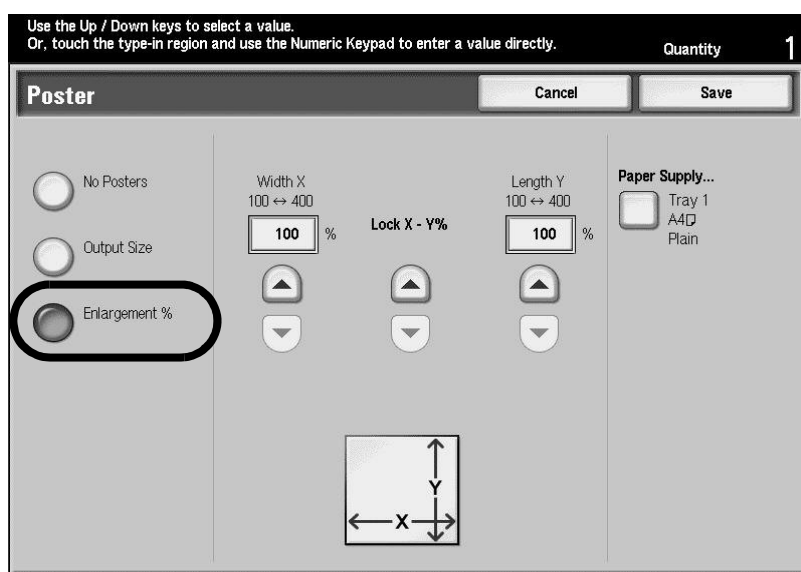 Use the Up / Down keys to select a value.
Or, touch the type-in region and use the Numeric Keypad to enter a value directly.
Quantity 1
Poster
Cancel
Save
No Posters
Output Size
Enlargement %
Width X
100 ↔ 400
100 %
Lock X - Y%
Length Y
100 ↔ 400
100 %
Paper Supply...
Tray 1
A4
Plain
Y
X